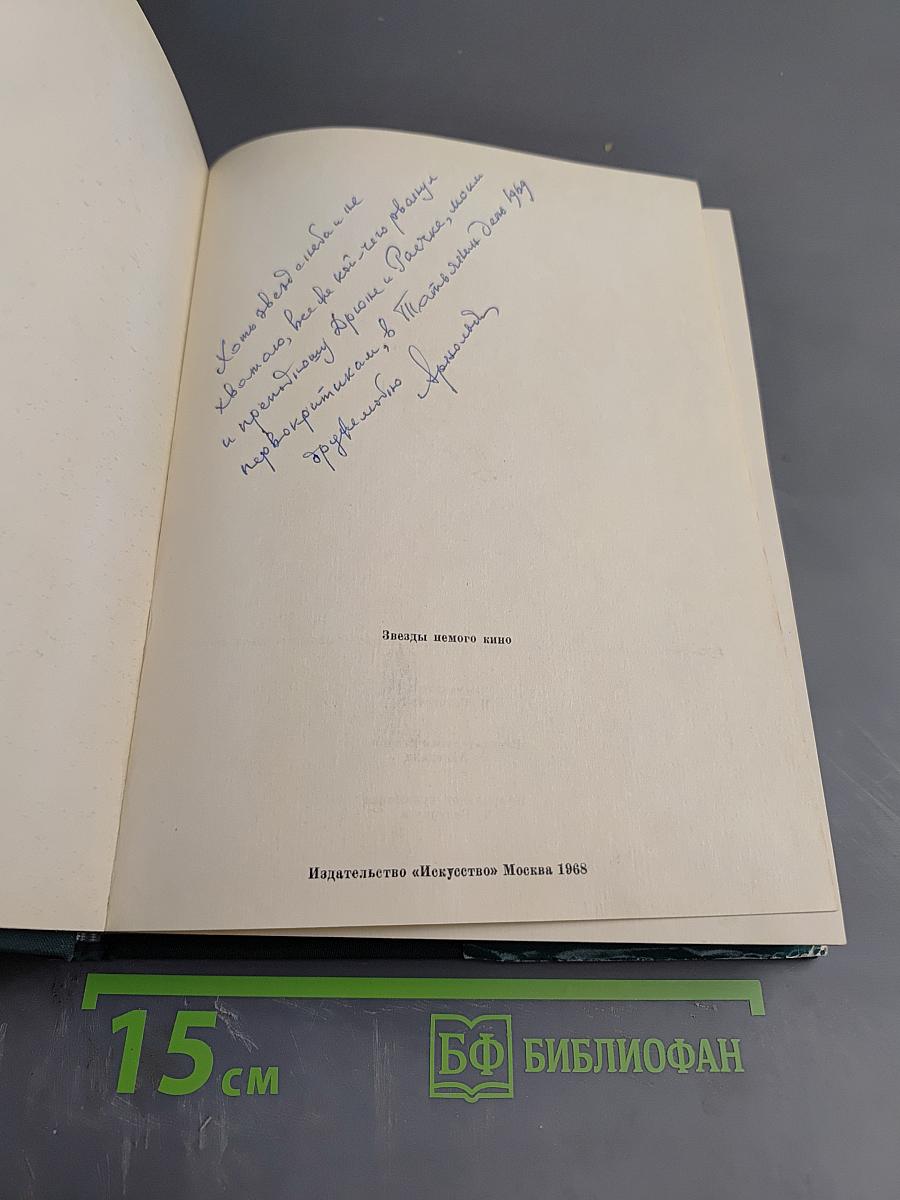 Хоть звезд с неба и не
хватаю, все же кой-чего рванул
и преподношу Дрюне и Раечке, моим
первокритикам, в Татьянин день 1969
дружелюбно
Звезды немого кино
Издательство «Искусство» Москва 1968
15 см
БФ БИБЛИОФАН